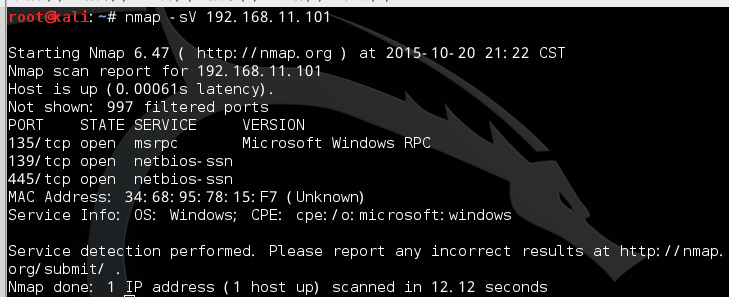 root@kali:~# nmap -sV 192.168.11.101
Starting Nmap 6.47 ( http://nmap.org ) at 2015-10-20 21:22 CST
Nmap scan report for 192.168.11.101
Host is up (0.00061s latency).
Not shown: 997 filtered ports
PORT    STATE SERVICE     VERSION
135/tcp open  msrpc       Microsoft Windows RPC
139/tcp open  netbios-ssn
445/tcp open  netbios-ssn
MAC Address: 34:68:95:78:15:F7 (Unknown)
Service Info: OS: Windows; CPE: cpe:/o:microsoft:windows
Service detection performed. Please report any incorrect results at http://nmap.
org/submit/ .
Nmap done: 1 IP address (1 host up) scanned in 12.12 seconds